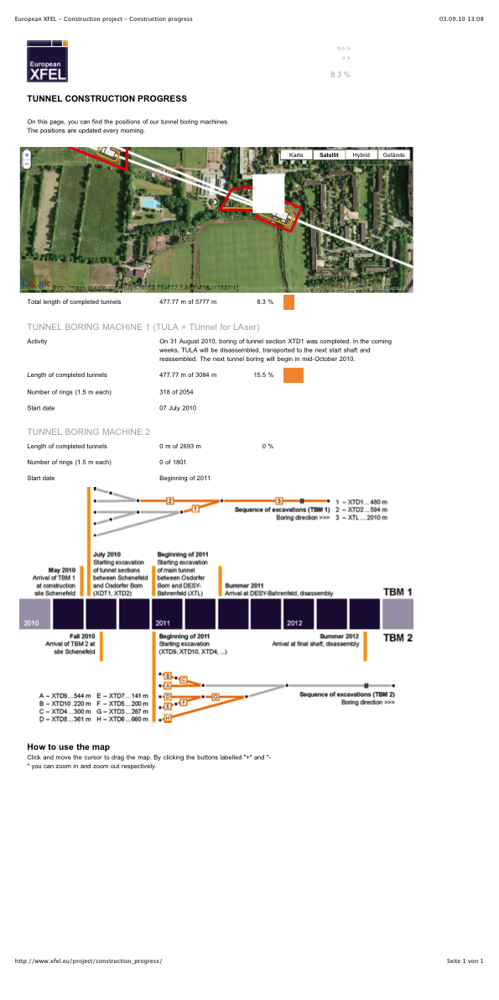 European XFEL – Construction project – Construction progress
03.09.10 13:08
European
XFEL
15.5 %
0 %
8.3 %
TUNNEL CONSTRUCTION PROGRESS
On this page, you can find the positions of our tunnel boring machines.
The positions are updated every morning.
+
–
Karte Satellit Hybrid Gelände
Total length of completed tunnels 477.77 m of 5777 m 8.3 %
TUNNEL BORING MACHINE 1 (TULA = TUnnel for LAser)
Activity
On 31 August 2010, boring of tunnel section XTD1 was completed. In the coming
weeks, TULA will be disassembled, transported to the next start shaft and
reassembled. The next tunnel boring will begin in mid-October 2010.
Length of completed tunnels 477.77 m of 3084 m 15.5 %
Number of rings (1.5 m each) 318 of 2054
Start date 07 July 2010
TUNNEL BORING MACHINE 2
Length of completed tunnels 0 m of 2693 m 0 %
Number of rings (1.5 m each) 0 of 1801
Start date Beginning of 2011
2
3
1
1 – XTD1...480 m
Sequence of excavations (TBM 1) 2 – XTD2...594 m
Boring direction >>> 3 – XTL....2010 m
May 2010
Arrival of TBM 1
at construction
site Schenefeld
July 2010
Starting excavation
of tunnel sections
between Schenefeld
and Osdorfer Born
(XDT1, XTD2)
Beginning of 2011
Starting excavation
of main tunnel
between Osdorfer
Born and DESY-
Bahrenfeld (XTL)
Summer 2011
Arrival at DESY-Bahrenfeld, disassembly
TBM 1
2010 2011 2012
TBM 2
Fall 2010
Arrival of TBM 2 at
site Schenefeld
Beginning of 2011
Starting excavation
(XTD9, XTD10, XTD4, ...)
Summer 2012
Arrival at final shaft, disassembly
B
C
A
D
G
F
E
H
A – XTD9...544 m E – XTD7...141 m
B – XTD10.220 m F – XTD5...200 m
C – XTD4...300 m G – XTD3...267 m
D – XTD8...361 m H – XTD6...660 m
Sequence of excavations (TBM 2)
Boring direction >>>
How to use the map
Click and move the cursor to drag the map. By clicking the buttons labelled "+" and "-
" you can zoom in and zoom out respectively.
http://www.xfel.eu/project/construction_progress/
Seite 1 von 1